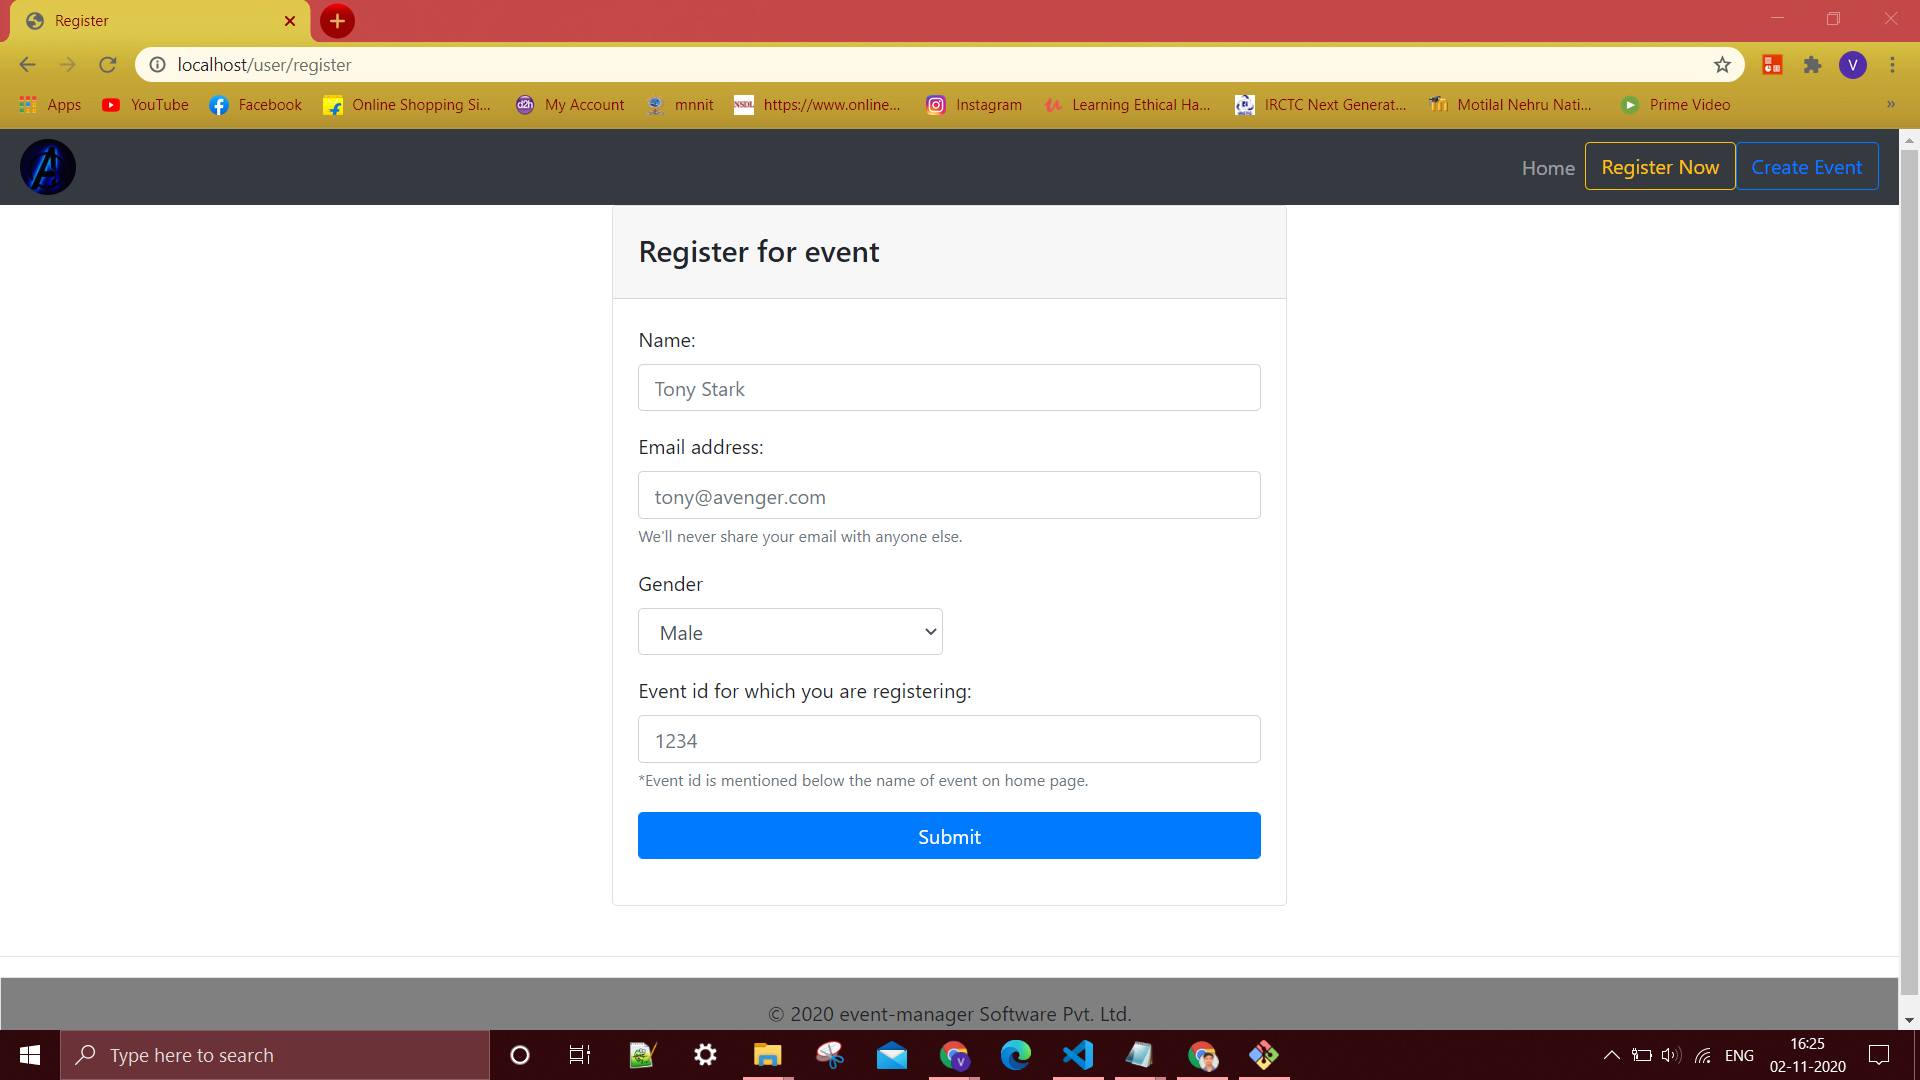 Register
localhost/user/register
V
Apps
YouTube
Facebook
Online Shopping Si...
d2h
My Account
mnnit
NSDL
https://www.online...
Instagram
Learning Ethical Ha...
IRCTC Next Generat...
Motilal Nehru Nati...
Prime Video
»
Home
Register Now
Create Event
Register for event
Name:
Tony Stark
Email address:
tony@avenger.com
We'll never share your email with anyone else.
Gender
Male
Event id for which you are registering:
1234
*Event id is mentioned below the name of event on home page.
Submit
© 2020 event-manager Software Pvt. Ltd.
Type here to search
V
ENG
16:25
02-11-2020